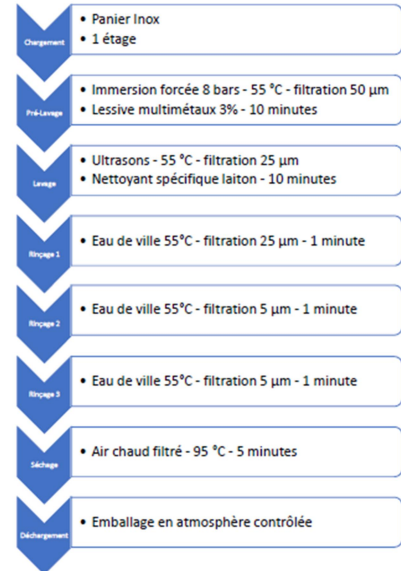 Chargement
• Panier Inox
• 1 étage
Pré-Lavage
• Immersion forcée 8 bars - 55 °C - filtration 50 µm
• Lessive multimétaux 3% - 10 minutes
Lavage
• Ultrasons - 55 °C - filtration 25 µm
• Nettoyant spécifique laiton - 10 minutes
Rinçage 1
• Eau de ville 55°C - filtration 25 µm - 1 minute
Rinçage 2
• Eau de ville 55°C - filtration 5 µm - 1 minute
Rinçage 3
• Eau de ville 55°C - filtration 5 µm - 1 minute
Séchage
• Air chaud filtré - 95 °C - 5 minutes
Déchargement
• Emballage en atmosphère contrôlée